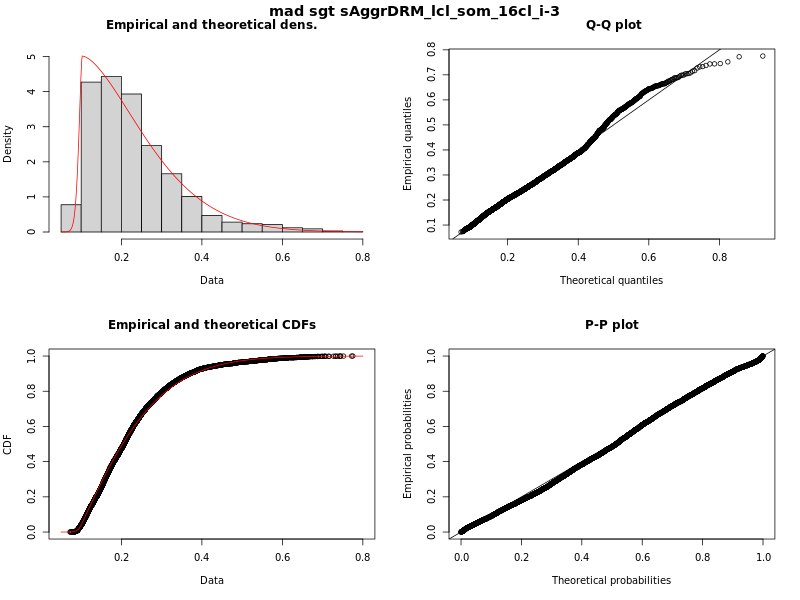 mad sgt sAggrDRM_lcl_som_16cl_i-3
Empirical and theoretical dens.
Density
0 1 2 3 4 5
0.2 0.4 0.6 0.8
Data
Q-Q plot
Empirical quantiles
0.1 0.2 0.3 0.4 0.5 0.6 0.7 0.8
0.2 0.4 0.6 0.8
Theoretical quantiles
Empirical and theoretical CDFs
CDF
0.0 0.2 0.4 0.6 0.8 1.0
0.2 0.4 0.6 0.8
Data
P-P plot
Empirical probabilities
0.0 0.2 0.4 0.6 0.8 1.0
0.0 0.2 0.4 0.6 0.8 1.0
Theoretical probabilities